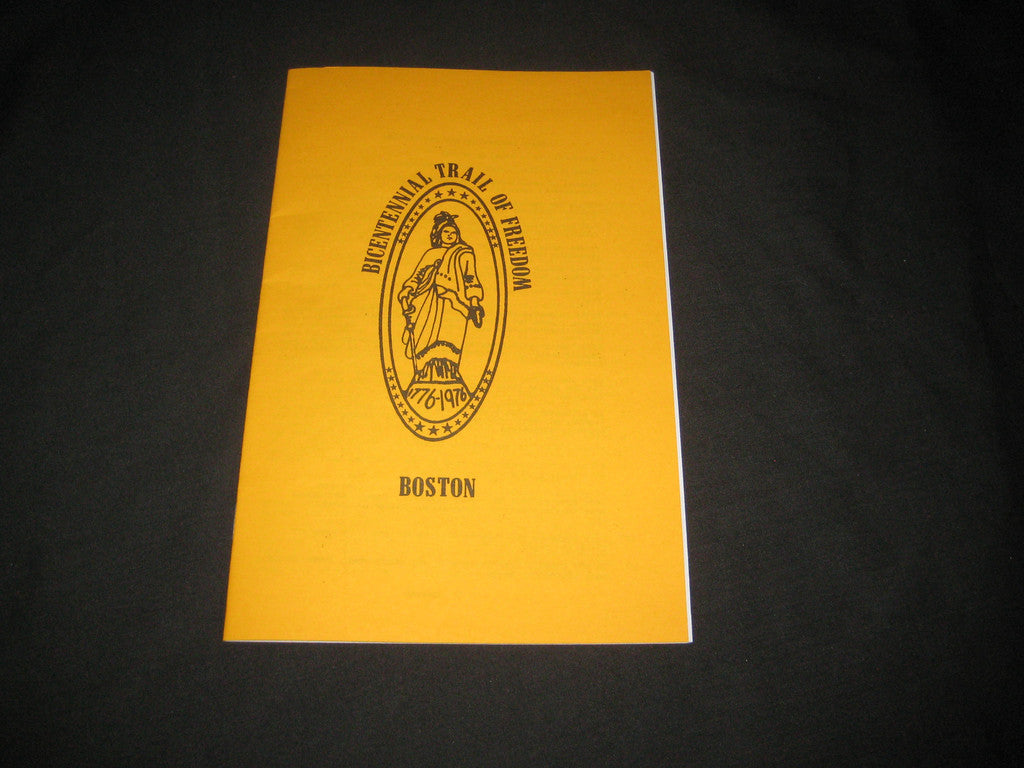 BICENTENNIAL TRAIL OF FREEDOM
1776-1976
BOSTON